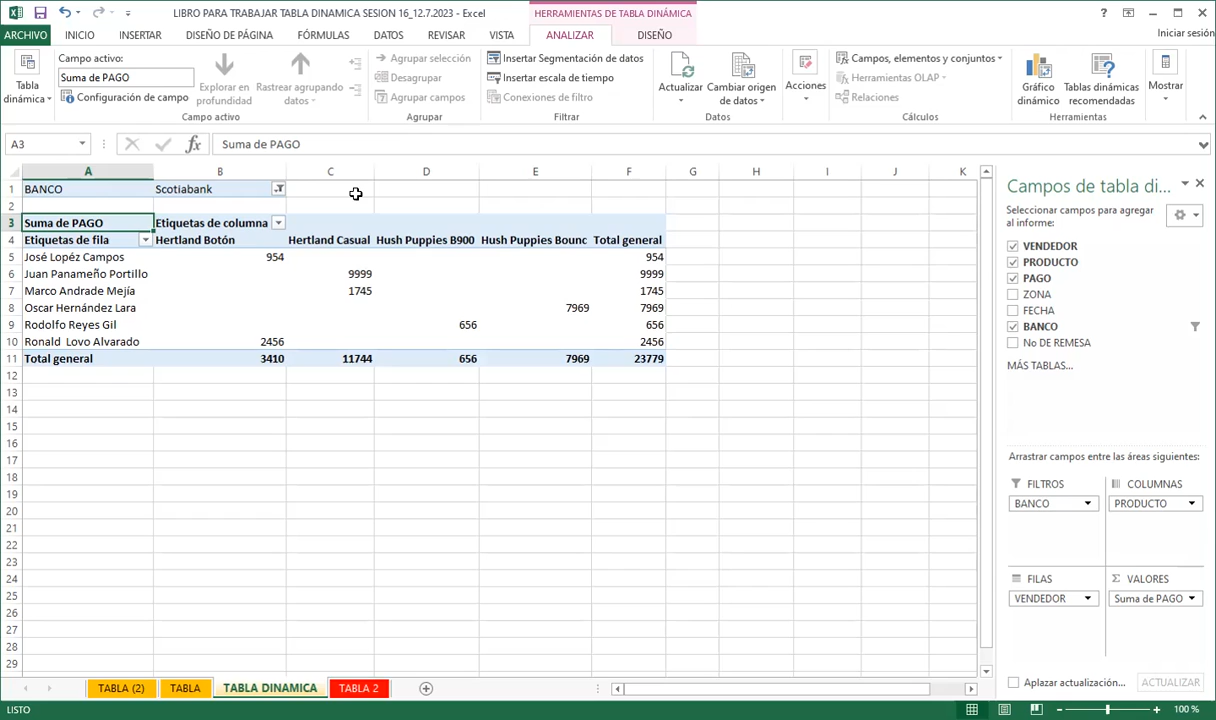 LIBRO PARA TRABAJAR TABLA DINAMICA SESION 16_12.7.2023 - Excel
HERRAMIENTAS DE TABLA DINÁMICA
?
ARCHIVO INICIO INSERTAR DISEÑO DE PÁGINA FÓRMULAS DATOS REVISAR VISTA ANALIZAR DISEÑO Iniciar sesión
Campo activo:
Suma de PAGO
Configuración de campo
Tabla
dinámica
Explorar en
profundidad
Rastrear agrupando
datos
Campo activo
Agrupar selección
Desagrupar
Agrupar campos
Agrupar
Insertar Segmentación de datos
Insertar escala de tiempo
Conexiones de filtro
Filtrar
Actualizar
Cambiar origen
de datos
Datos
Acciones
Campos, elementos y conjuntos
Herramientas OLAP
Relaciones
Cálculos
Gráfico
dinámico
Tablas dinámicas
recomendadas
Herramientas
Mostrar
A3 fx Suma de PAGO
A B C D E F G H I J K
1 BANCO Scotiabank
2
3 Suma de PAGO Etiquetas de columna
4 Etiquetas de fila Hertland Botón Hertland Casual Hush Puppies B900 Hush Puppies Bounc Total general
5 José Lopéz Campos 954 954
6 Juan Panameño Portillo 9999 9999
7 Marco Andrade Mejía 1745 1745
8 Oscar Hernández Lara 7969 7969
9 Rodolfo Reyes Gil 656 656
10 Ronald Lovo Alvarado 2456 2456
11 Total general 3410 11744 656 7969 23779
12
13
14
15
16
17
18
19
20
21
22
23
24
25
26
27
28
29
Campos de tabla di...
Seleccionar campos para agregar
al informe:
VENDEDOR
PRODUCTO
PAGO
ZONA
FECHA
BANCO
No DE REMESA
MÁS TABLAS...
Arrastrar campos entre las áreas siguientes:
FILTROS
BANCO
COLUMNAS
PRODUCTO
FILAS
VENDEDOR
Σ VALORES
Suma de PAGO
Aplazar actualización... ACTUALIZAR
TABLA (2) TABLA TABLA DINAMICA TABLA 2
LISTO
100 %